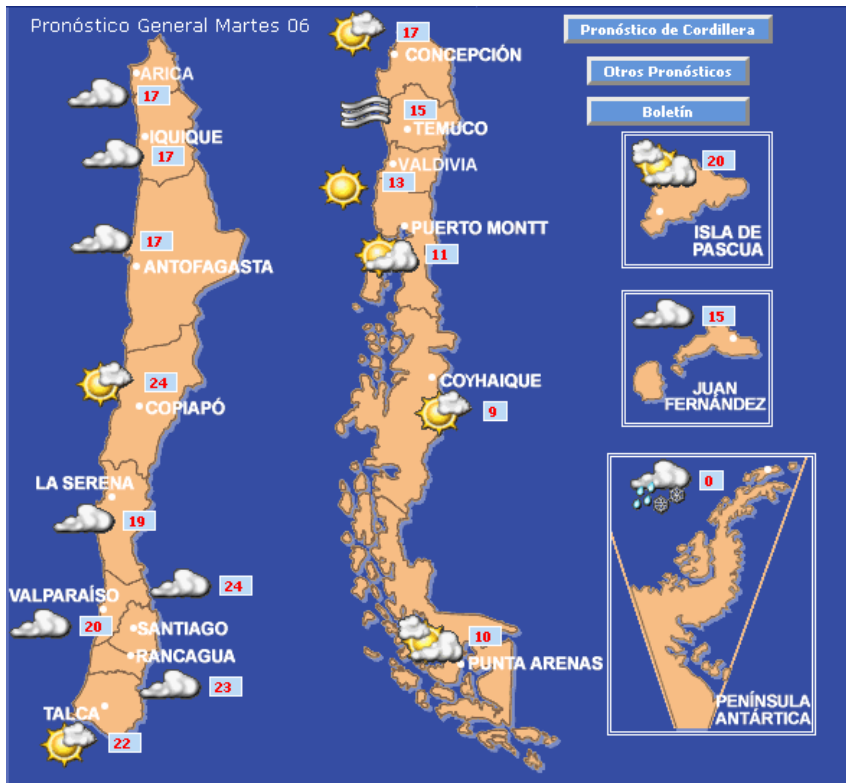 Pronóstico General Martes 06
ARICA
17
IQUIQUE
17
17
ANTOFAGASTA
24
COPIAPÓ
LA SERENA
19
24
VALPARAÍSO
20
SANTIAGO
RANCAGUA
23
TALCA
22
17
CONCEPCIÓN
15
TEMUCO
VALDIVIA
13
PUERTO MONTT
11
COYHAIQUE
9
10
PUNTA ARENAS
Pronóstico de Cordillera
Otros Pronósticos
Boletín
20
ISLA DE
PASCUA
15
JUAN
FERNÁNDEZ
0
PENÍNSULA
ANTÁRTICA